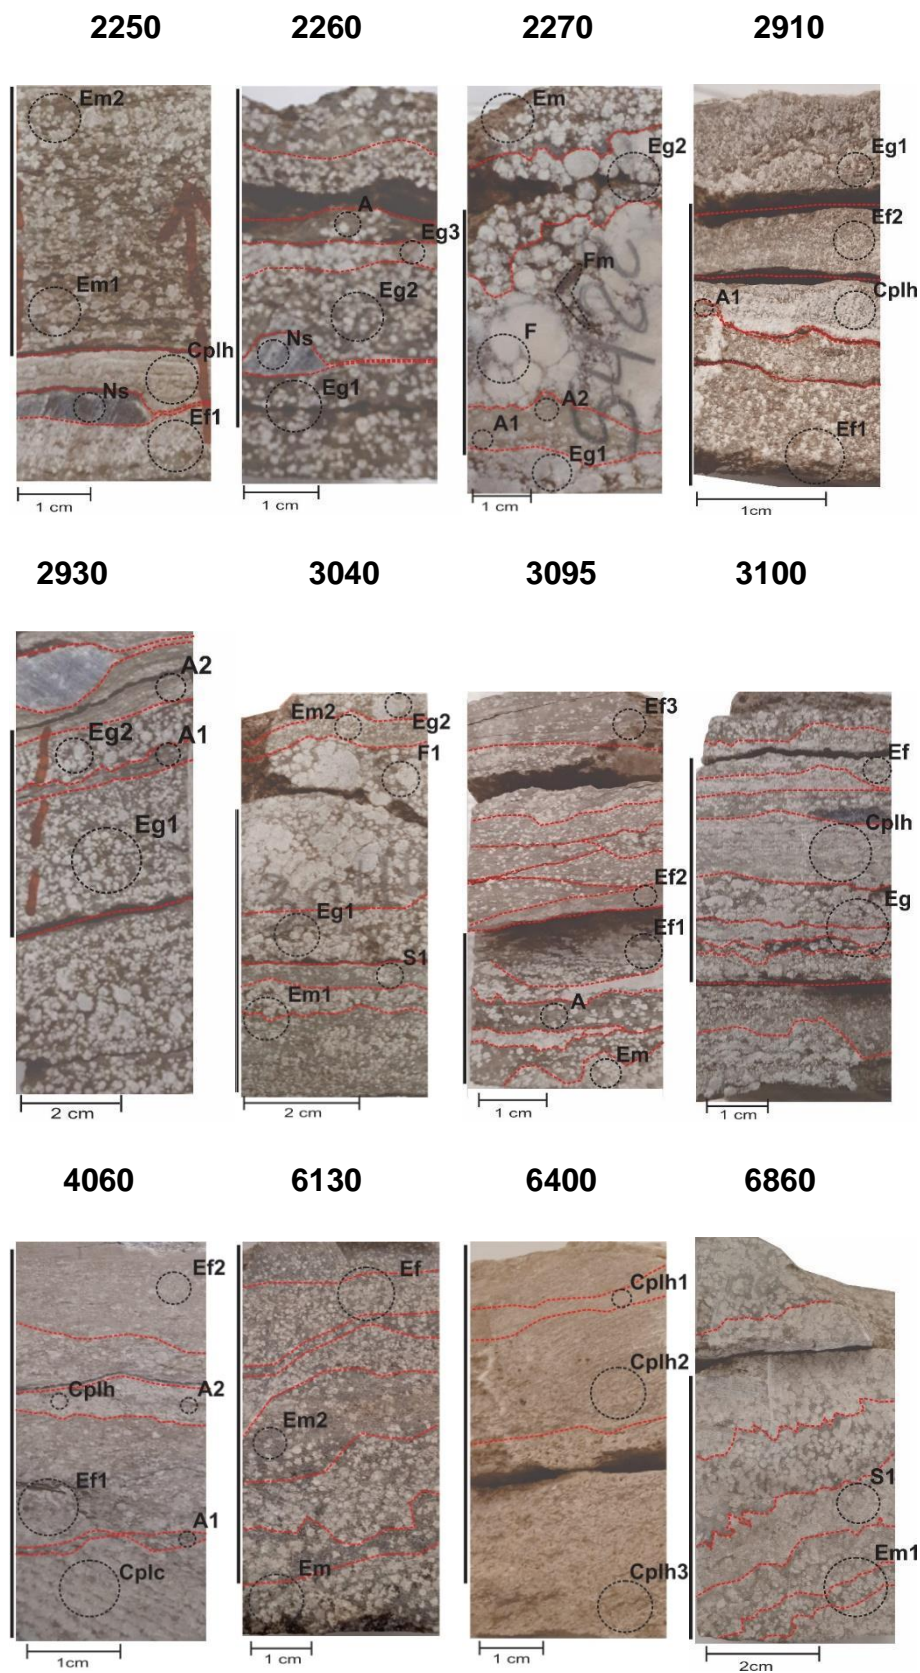 2250 2260 2270 2910
Em2
Em1
Cplh
Ns
Ef1
1 cm
A
Eg3
Eg2
Ns
Eg1
1 cm
Em
Eg2
Fm
F
A2
A1
Eg1
1 cm
Eg1
Ef2
Cplh
A1
Ef1
1cm
2930 3040 3095 3100
A2
Eg2
A1
Eg1
2 cm
Em2
Eg2
F1
Eg1
S1
Em1
2 cm
Ef3
Ef2
Ef1
A
Em
1 cm
Ef
Cplh
Eg
1 cm
4060 6130 6400 6860
Ef2
Cplh
A2
Ef1
A1
Cplc
1cm
Ef
Em2
Em
1 cm
Cplh1
Cplh2
Cplh3
1 cm
S1
Em1
2cm